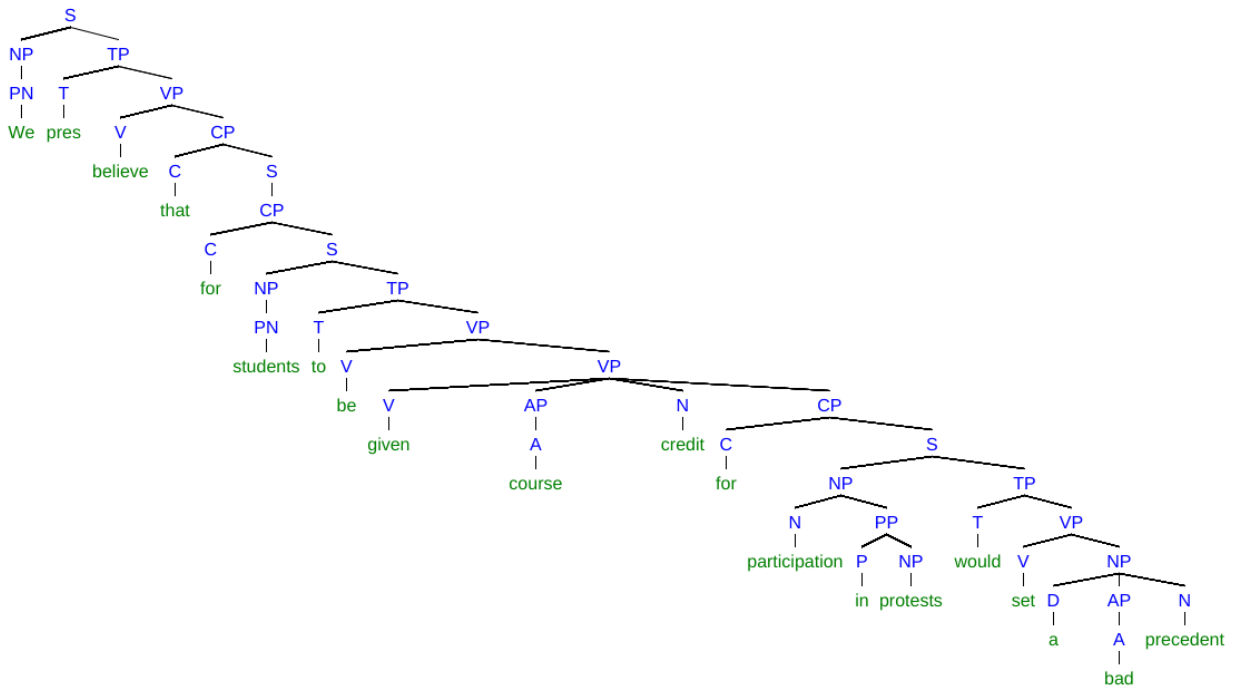 S
NP TP
PN T VP
We pres V CP
believe C S
that CP
C S
for NP TP
PN T VP
students to V VP
be V AP N CP
given A credit C S
course for NP TP
N PP T VP
participation P NP would V NP
in protests set D AP N
a A precedent
bad